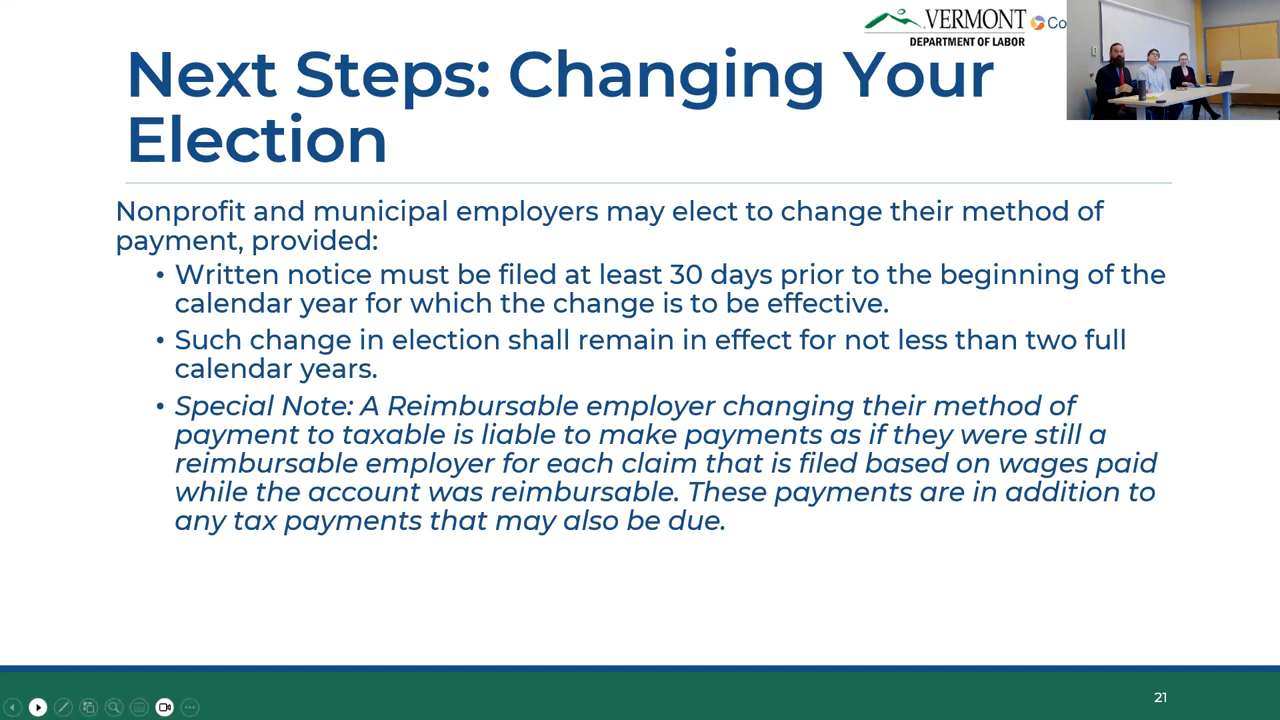 VERMONT
DEPARTMENT OF LABOR
Co
Next Steps: Changing Your
Election
Nonprofit and municipal employers may elect to change their method of
payment, provided:
• Written notice must be filed at least 30 days prior to the beginning of the
calendar year for which the change is to be effective.
• Such change in election shall remain in effect for not less than two full
calendar years.
• Special Note: A Reimbursable employer changing their method of
payment to taxable is liable to make payments as if they were still a
reimbursable employer for each claim that is filed based on wages paid
while the account was reimbursable. These payments are in addition to
any tax payments that may also be due.
21